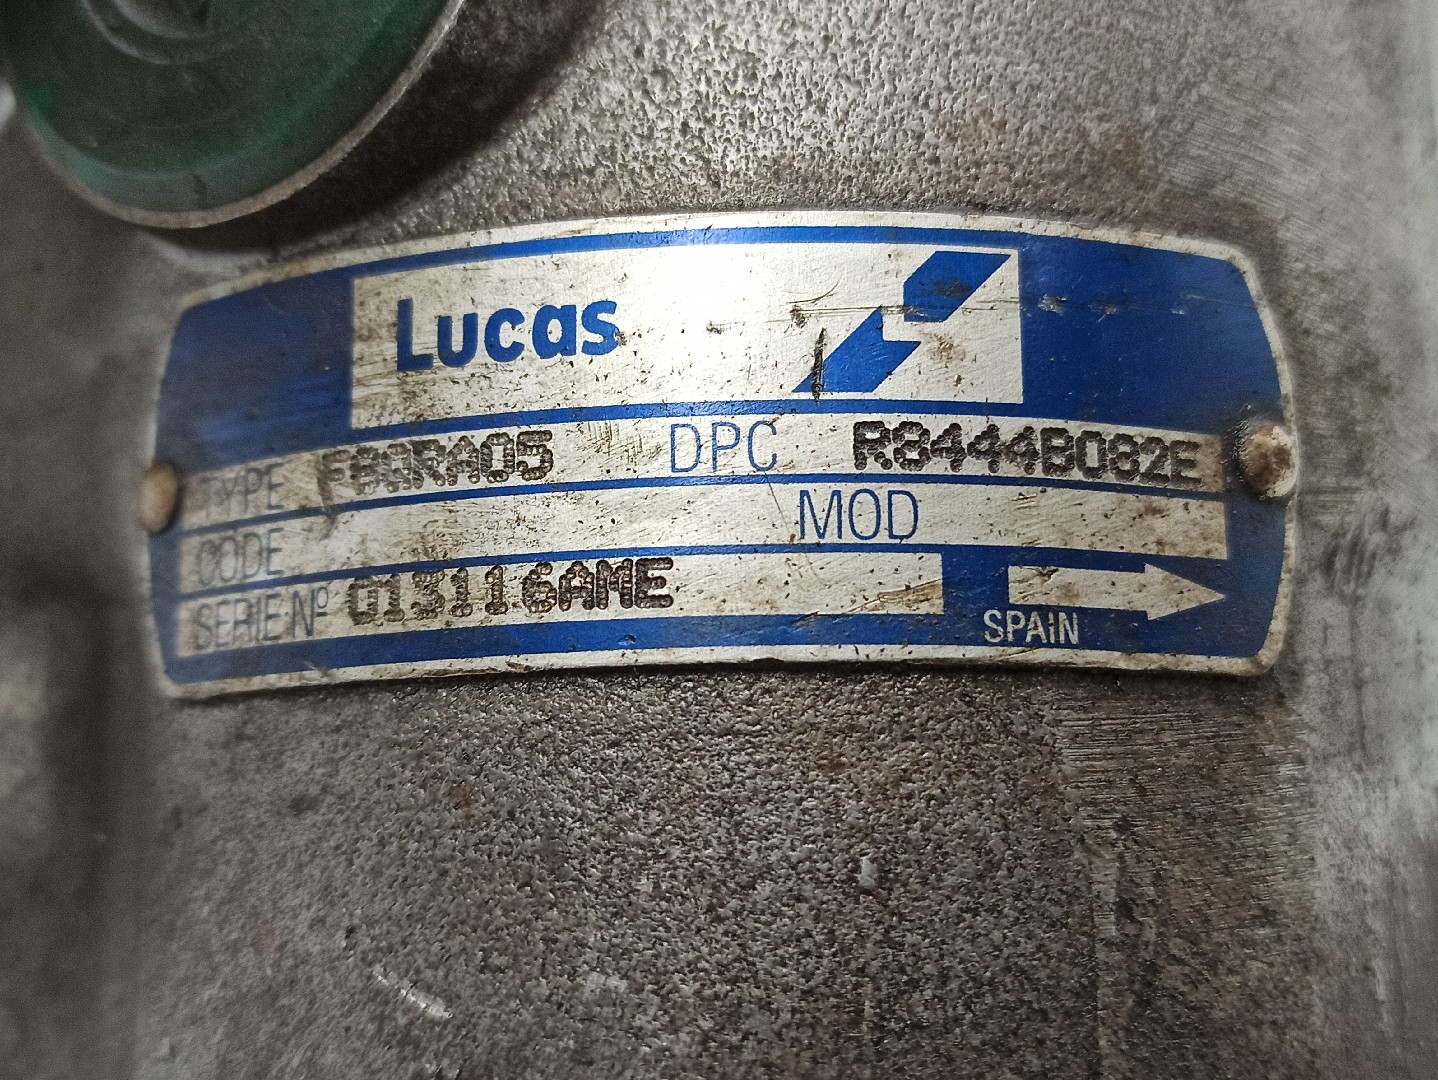 Lucas
TYPE F8QRA05 DPC R8444B082E
CODE MOD
SERIE Nº 013116AME
SPAIN